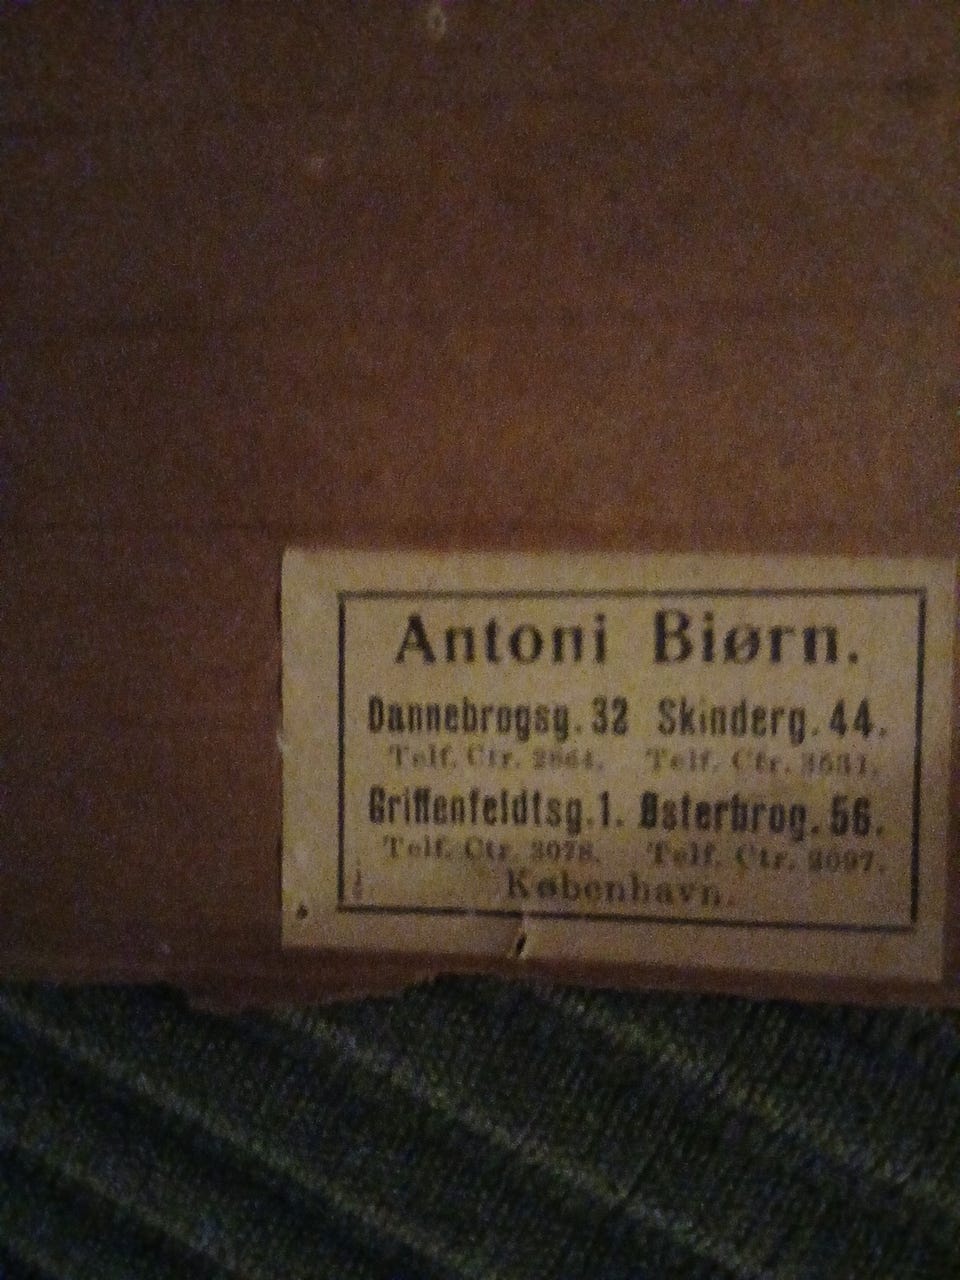 Antoni Biørn.
Dannebrogsg. 32 Skinderg. 44.
Telf. Ctr. 2864. Telf. Ctr.
Griffenfeldtsg. 1. Østerbrog. 56.
Telf. Ctr. 3078. Telf. Ctr. 2097.
København.